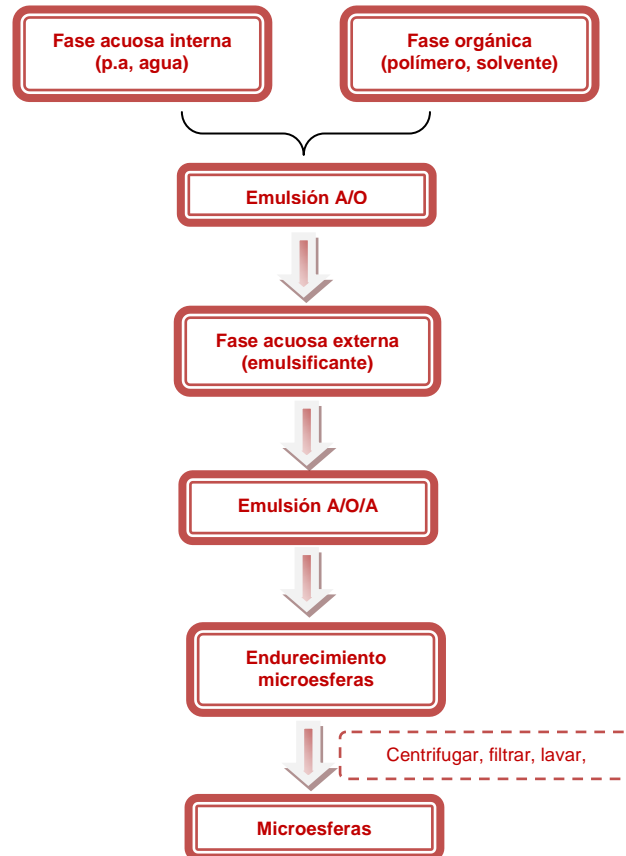 Fase acuosa interna
(p.a, agua)
Fase orgánica
(polímero, solvente)
Emulsión A/O
Fase acuosa externa
(emulsificante)
Emulsión A/O/A
Endurecimiento
microesferas
Centrifugar, filtrar, lavar,
Microesferas